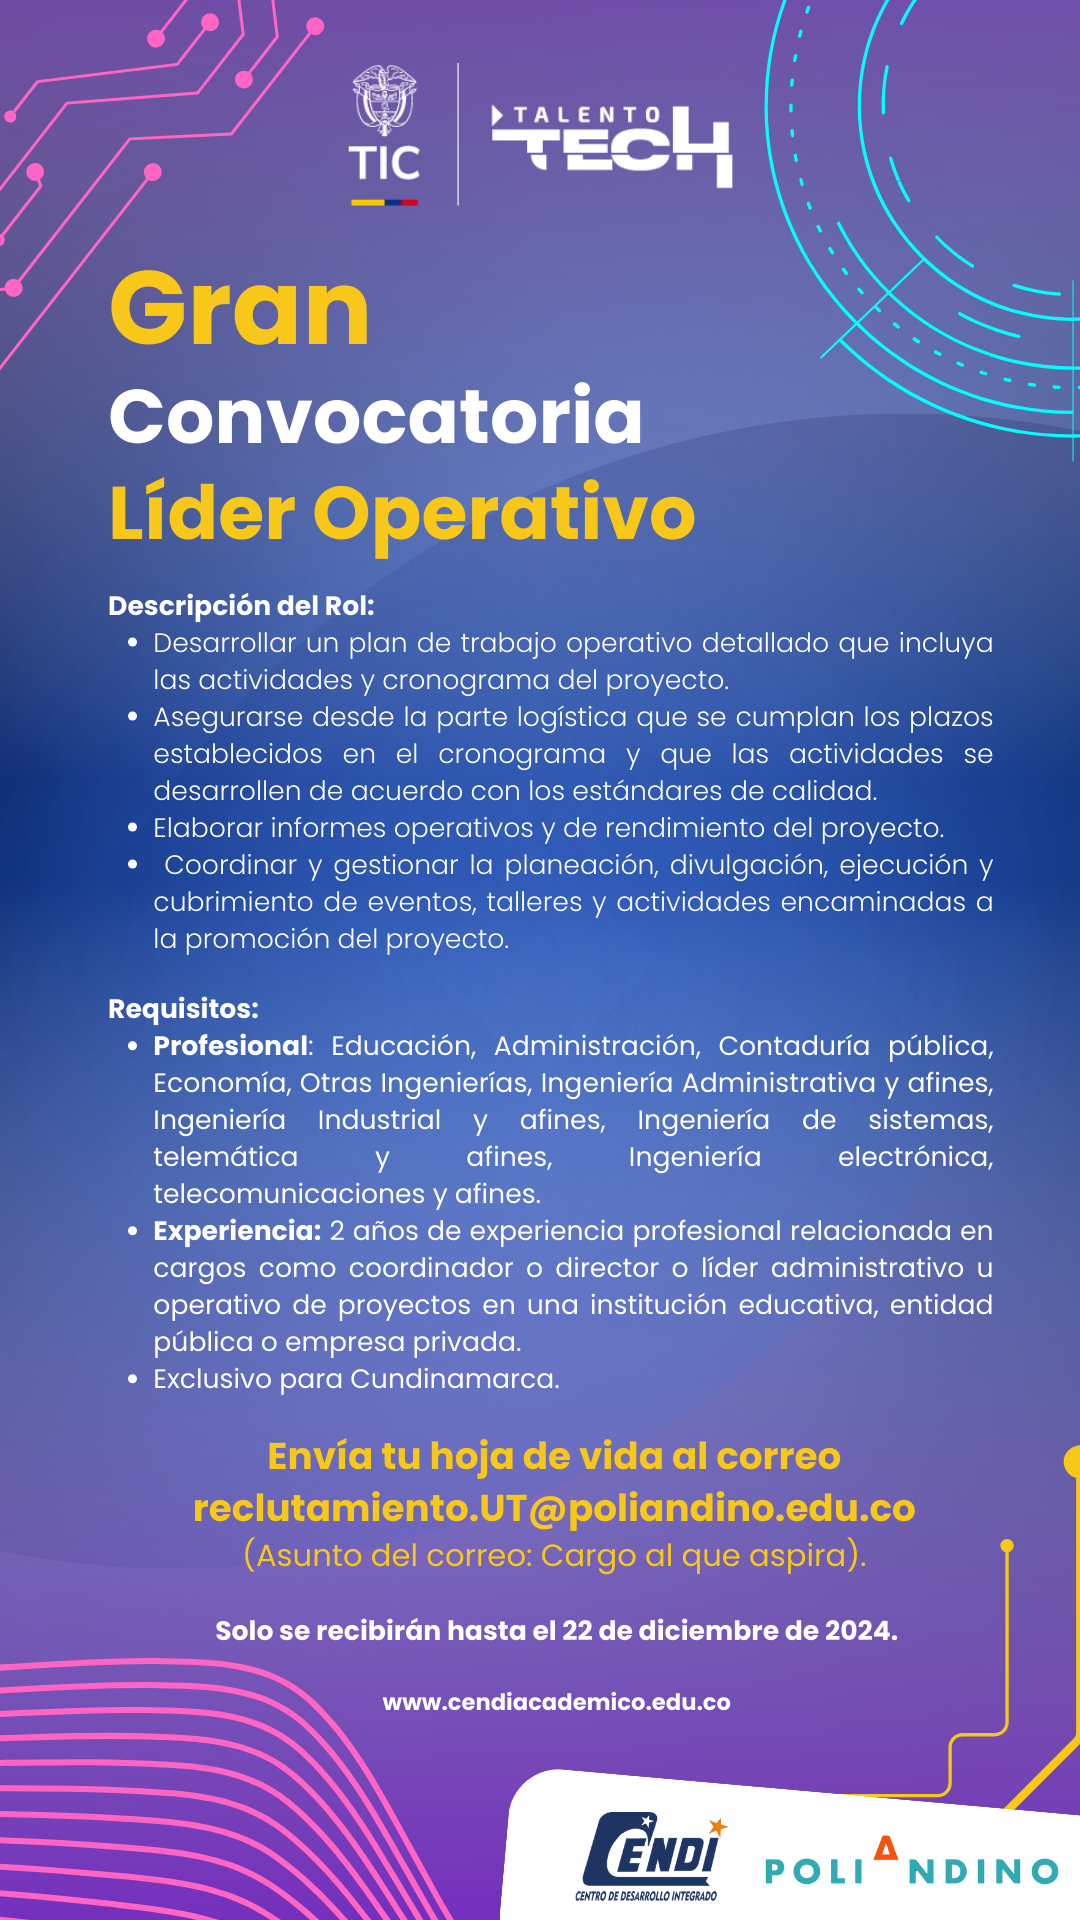 TIC
TALENTO
TECH
Gran
Convocatoria
Líder Operativo
Descripción del Rol:
• Desarrollar un plan de trabajo operativo detallado que incluya
las actividades y cronograma del proyecto.
• Asegurarse desde la parte logística que se cumplan los plazos
establecidos en el cronograma y que las actividades se
desarrollen de acuerdo con los estándares de calidad.
• Elaborar informes operativos y de rendimiento del proyecto.
• Coordinar y gestionar la planeación, divulgación, ejecución y
cubrimiento de eventos, talleres y actividades encaminadas a
la promoción del proyecto.
Requisitos:
• Profesional: Educación, Administración, Contaduría pública,
Economía, Otras Ingenierías, Ingeniería Administrativa y afines,
Ingeniería Industrial y afines, Ingeniería de sistemas,
telemática y afines, Ingeniería electrónica,
telecomunicaciones y afines.
• Experiencia: 2 años de experiencia profesional relacionada en
cargos como coordinador o director o líder administrativo u
operativo de proyectos en una institución educativa, entidad
pública o empresa privada.
• Exclusivo para Cundinamarca.
Envía tu hoja de vida al correo
reclutamiento.UT@poliandino.edu.co
(Asunto del correo: Cargo al que aspira).
Solo se recibirán hasta el 22 de diciembre de 2024.
www.cendiacademico.edu.co
CENDI
CENTRO DE DESARROLLO INTEGRADO
POLIANDINO